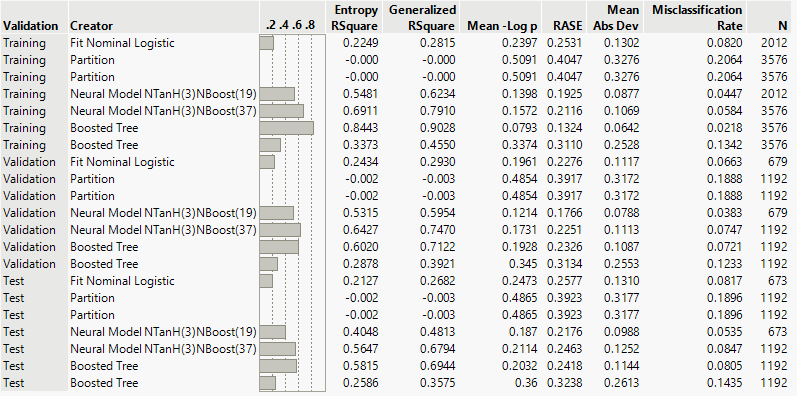 Entropy Generalized Mean Misclassification
Validation Creator .2 .4 .6 .8 RSquare RSquare Mean -Log p RASE Abs Dev Rate N
Training Fit Nominal Logistic 0.2249 0.2815 0.2397 0.2531 0.1302 0.0820 2012
Training Partition -0.000 -0.000 0.5091 0.4047 0.3276 0.2064 3576
Training Partition -0.000 -0.000 0.5091 0.4047 0.3276 0.2064 3576
Training Neural Model NTanH(3)NBoost(19) 0.5481 0.6234 0.1398 0.1925 0.0877 0.0447 2012
Training Neural Model NTanH(3)NBoost(37) 0.6911 0.7910 0.1572 0.2116 0.1069 0.0584 3576
Training Boosted Tree 0.8443 0.9028 0.0793 0.1324 0.0642 0.0218 3576
Training Boosted Tree 0.3373 0.4550 0.3374 0.3110 0.2528 0.1342 3576
Validation Fit Nominal Logistic 0.2434 0.2930 0.1961 0.2276 0.1117 0.0663 679
Validation Partition -0.002 -0.003 0.4854 0.3917 0.3172 0.1888 1192
Validation Partition -0.002 -0.003 0.4854 0.3917 0.3172 0.1888 1192
Validation Neural Model NTanH(3)NBoost(19) 0.5315 0.5954 0.1214 0.1766 0.0788 0.0383 679
Validation Neural Model NTanH(3)NBoost(37) 0.6427 0.7470 0.1731 0.2251 0.1113 0.0747 1192
Validation Boosted Tree 0.6020 0.7122 0.1928 0.2326 0.1087 0.0721 1192
Validation Boosted Tree 0.2878 0.3921 0.345 0.3134 0.2553 0.1233 1192
Test Fit Nominal Logistic 0.2127 0.2682 0.2473 0.2577 0.1310 0.0817 673
Test Partition -0.002 -0.003 0.4865 0.3923 0.3177 0.1896 1192
Test Partition -0.002 -0.003 0.4865 0.3923 0.3177 0.1896 1192
Test Neural Model NTanH(3)NBoost(19) 0.4048 0.4813 0.187 0.2176 0.0988 0.0535 673
Test Neural Model NTanH(3)NBoost(37) 0.5647 0.6794 0.2114 0.2463 0.1252 0.0847 1192
Test Boosted Tree 0.5815 0.6944 0.2032 0.2418 0.1144 0.0805 1192
Test Boosted Tree 0.2586 0.3575 0.36 0.3238 0.2613 0.1435 1192